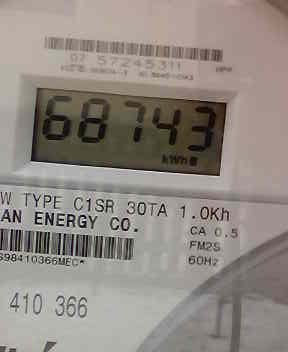 07 57245311
68743
kWh
W TYPE C1SR 30TA 1.0Kh
AN ENERGY CO.
CA 0.5
FM2S
60Hz
S98410366MEC*
410 366